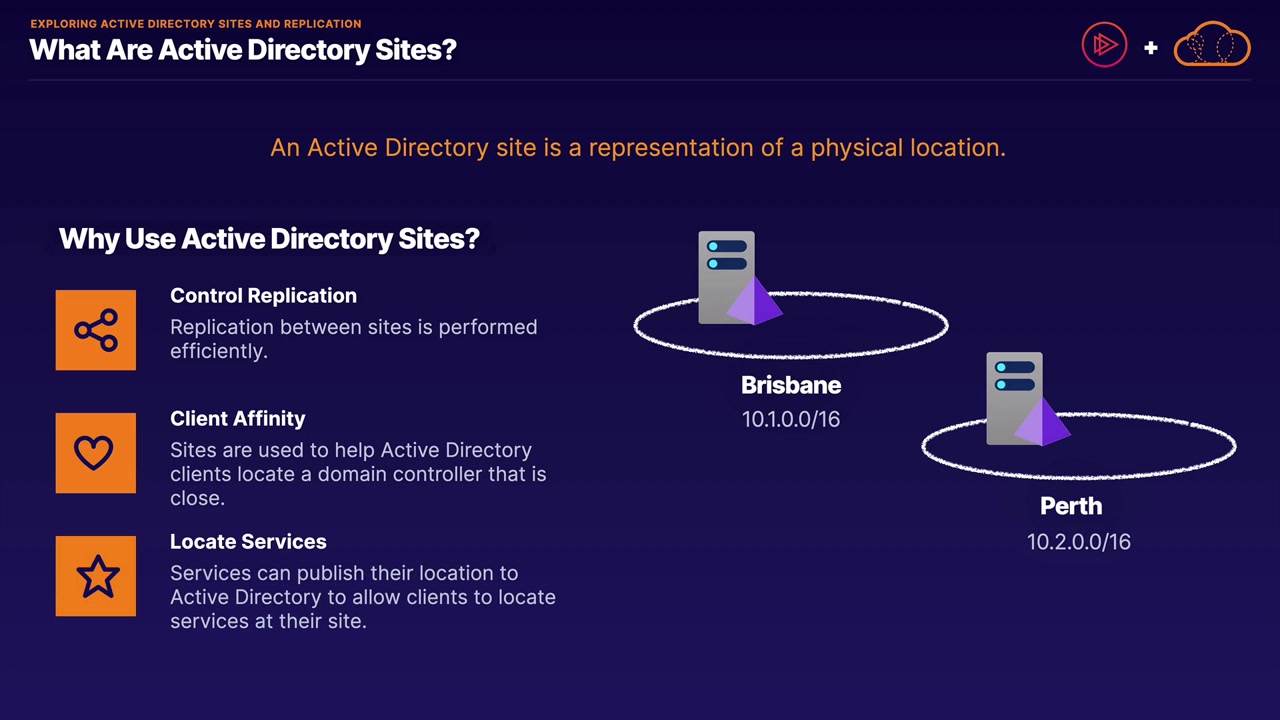 EXPLORING ACTIVE DIRECTORY SITES AND REPLICATION
What Are Active Directory Sites?
+
An Active Directory site is a representation of a physical location.
Why Use Active Directory Sites?
Control Replication
Replication between sites is performed
efficiently.
Client Affinity
Sites are used to help Active Directory
clients locate a domain controller that is
close.
Locate Services
Services can publish their location to
Active Directory to allow clients to locate
services at their site.
Brisbane
10.1.0.0/16
Perth
10.2.0.0/16